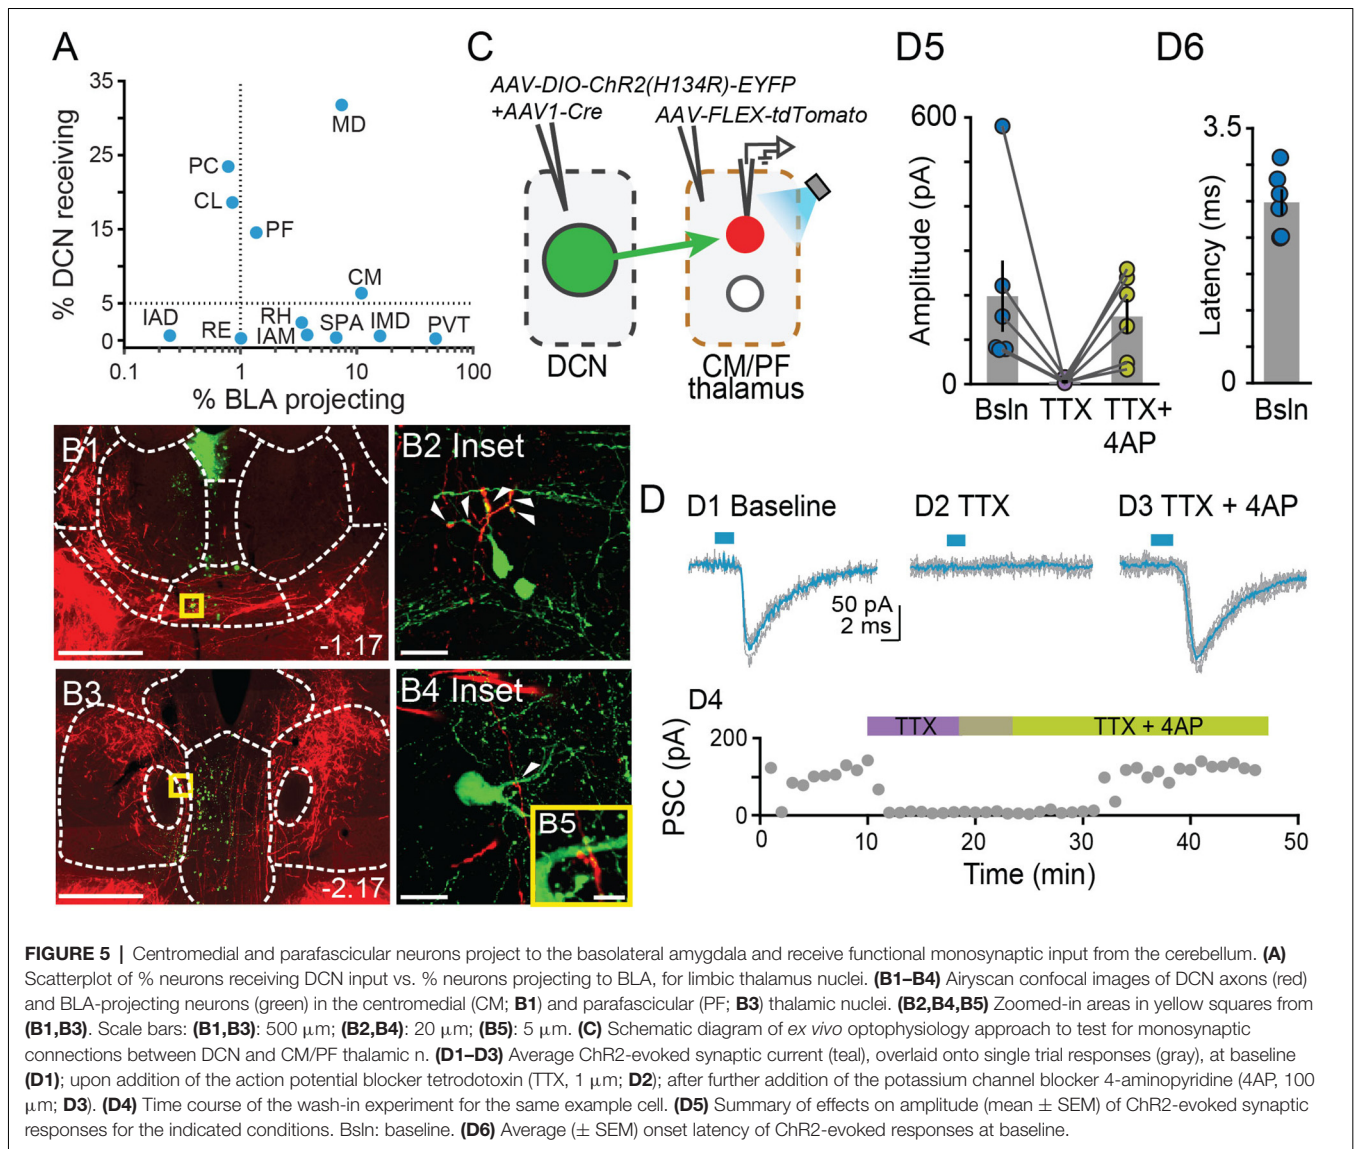 A
35
25
15
5
0
% DCN receiving
MD
PC
CL
PF
CM
IAD
RE
RH
IAM
SPA
IMD
PVT
0.1
1
10
100
% BLA projecting
C
AAV-DIO-ChR2(H134R)-EYFP
+AAV1-Cre
AAV-FLEX-tdTomato
DCN
CM/PF
thalamus
D5
600
0
Amplitude (pA)
Bsln
TTX
TTX+
4AP
D6
3.5
0
Latency (ms)
Bsln
B1
-1.17
B2 Inset
B3
-2.17
B4 Inset
B5
D
D1 Baseline
D2 TTX
D3 TTX + 4AP
50 pA
2 ms
D4
TTX
TTX + 4AP
PSC (pA)
200
0
0
10
20
30
40
50
Time (min)
FIGURE 5 | Centromedial and parafascicular neurons project to the basolateral amygdala and receive functional monosynaptic input from the cerebellum. (A)
Scatterplot of % neurons receiving DCN input vs. % neurons projecting to BLA, for limbic thalamus nuclei. (B1–B4) Airyscan confocal images of DCN axons (red)
and BLA-projecting neurons (green) in the centromedial (CM; B1) and parafascicular (PF; B3) thalamic nuclei. (B2,B4,B5) Zoomed-in areas in yellow squares from
(B1,B3). Scale bars: (B1,B3): 500 μm; (B2,B4): 20 μm; (B5): 5 μm. (C) Schematic diagram of ex vivo optophysiology approach to test for monosynaptic
connections between DCN and CM/PF thalamic n. (D1–D3) Average ChR2-evoked synaptic current (teal), overlaid onto single trial responses (gray), at baseline
(D1); upon addition of the action potential blocker tetrodotoxin (TTX, 1 μm; D2); after further addition of the potassium channel blocker 4-aminopyridine (4AP, 100
μm; D3). (D4) Time course of the wash-in experiment for the same example cell. (D5) Summary of effects on amplitude (mean ± SEM) of ChR2-evoked synaptic
responses for the indicated conditions. Bsln: baseline. (D6) Average (± SEM) onset latency of ChR2-evoked responses at baseline.